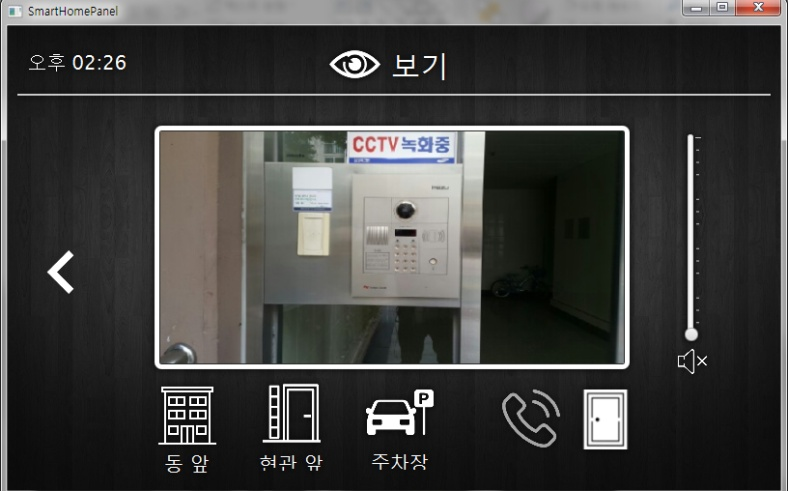 SmartHomePanel
오후 02:26
보기
CCTV 녹화중
P
동 앞
현관 앞
주차장